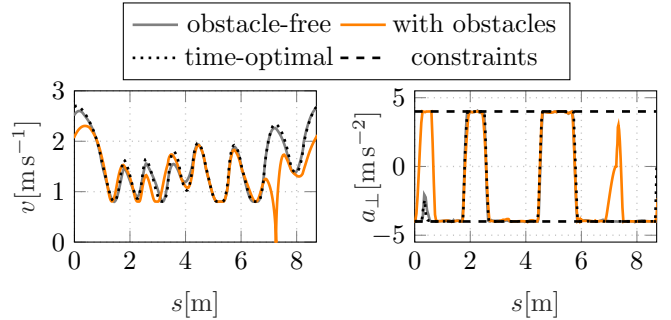 obstacle-free with obstacles
time-optimal constraints
3
2
1
0
v[m s⁻¹]
0 2 4 6 8
s[m]
5
0
−5
a⊥[m s⁻²]
0 2 4 6 8
s[m]